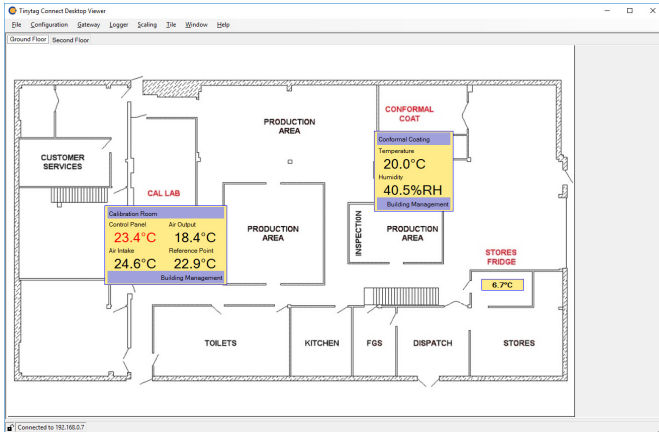 Tinytag Connect Desktop Viewer
File Configuration Gateway Logger Scaling Tile Window Help
Ground Floor Second Floor
CONFORMAL
COAT
PRODUCTION
AREA
Conformal Coating
Temperature
20.0°C
Humidity
40.5%RH
Building Management
CUSTOMER
SERVICES
CAL LAB
Calibration Room
Control Panel Air Output
23.4°C 18.4°C
Air Intake Reference Point
24.6°C 22.9°C
Building Management
PRODUCTION
AREA
INSPECTION
PRODUCTION
AREA
STORES
FRIDGE
6.7°C
TOILETS
KITCHEN
FGS
DISPATCH
STORES
Connected to 192.168.0.7